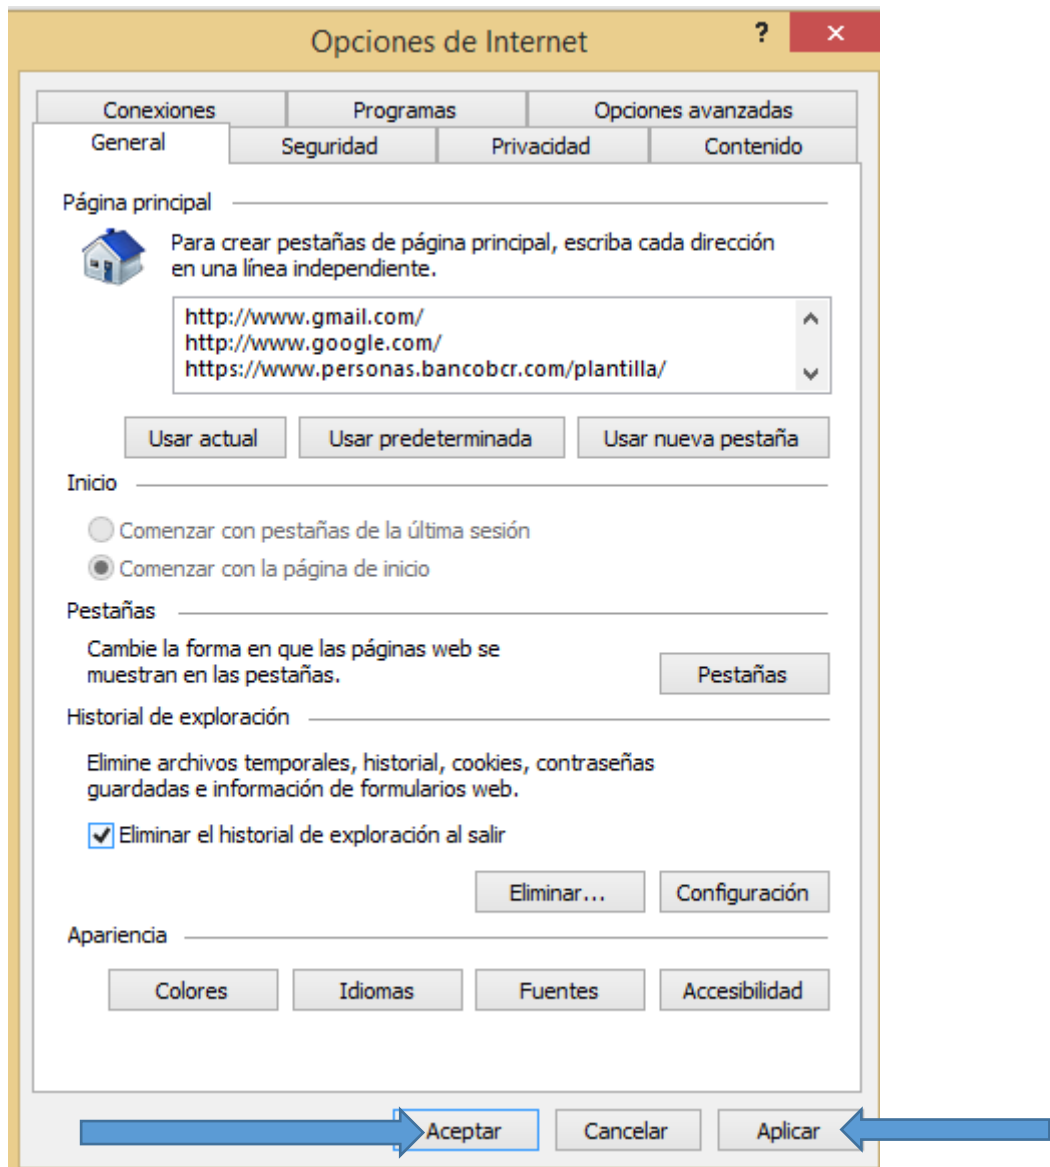 Opciones de Internet
?
Conexiones Programas Opciones avanzadas
General Seguridad Privacidad Contenido
Página principal
Para crear pestañas de página principal, escriba cada dirección
en una línea independiente.
http://www.gmail.com/
http://www.google.com/
https://www.personas.bancobcr.com/plantilla/
Usar actual Usar predeterminada Usar nueva pestaña
Inicio
Comenzar con pestañas de la última sesión
Comenzar con la página de inicio
Pestañas
Cambie la forma en que las páginas web se
muestran en las pestañas.
Pestañas
Historial de exploración
Elimine archivos temporales, historial, cookies, contraseñas
guardadas e información de formularios web.
Eliminar el historial de exploración al salir
Eliminar... Configuración
Apariencia
Colores Idiomas Fuentes Accesibilidad
Aceptar Cancelar Aplicar